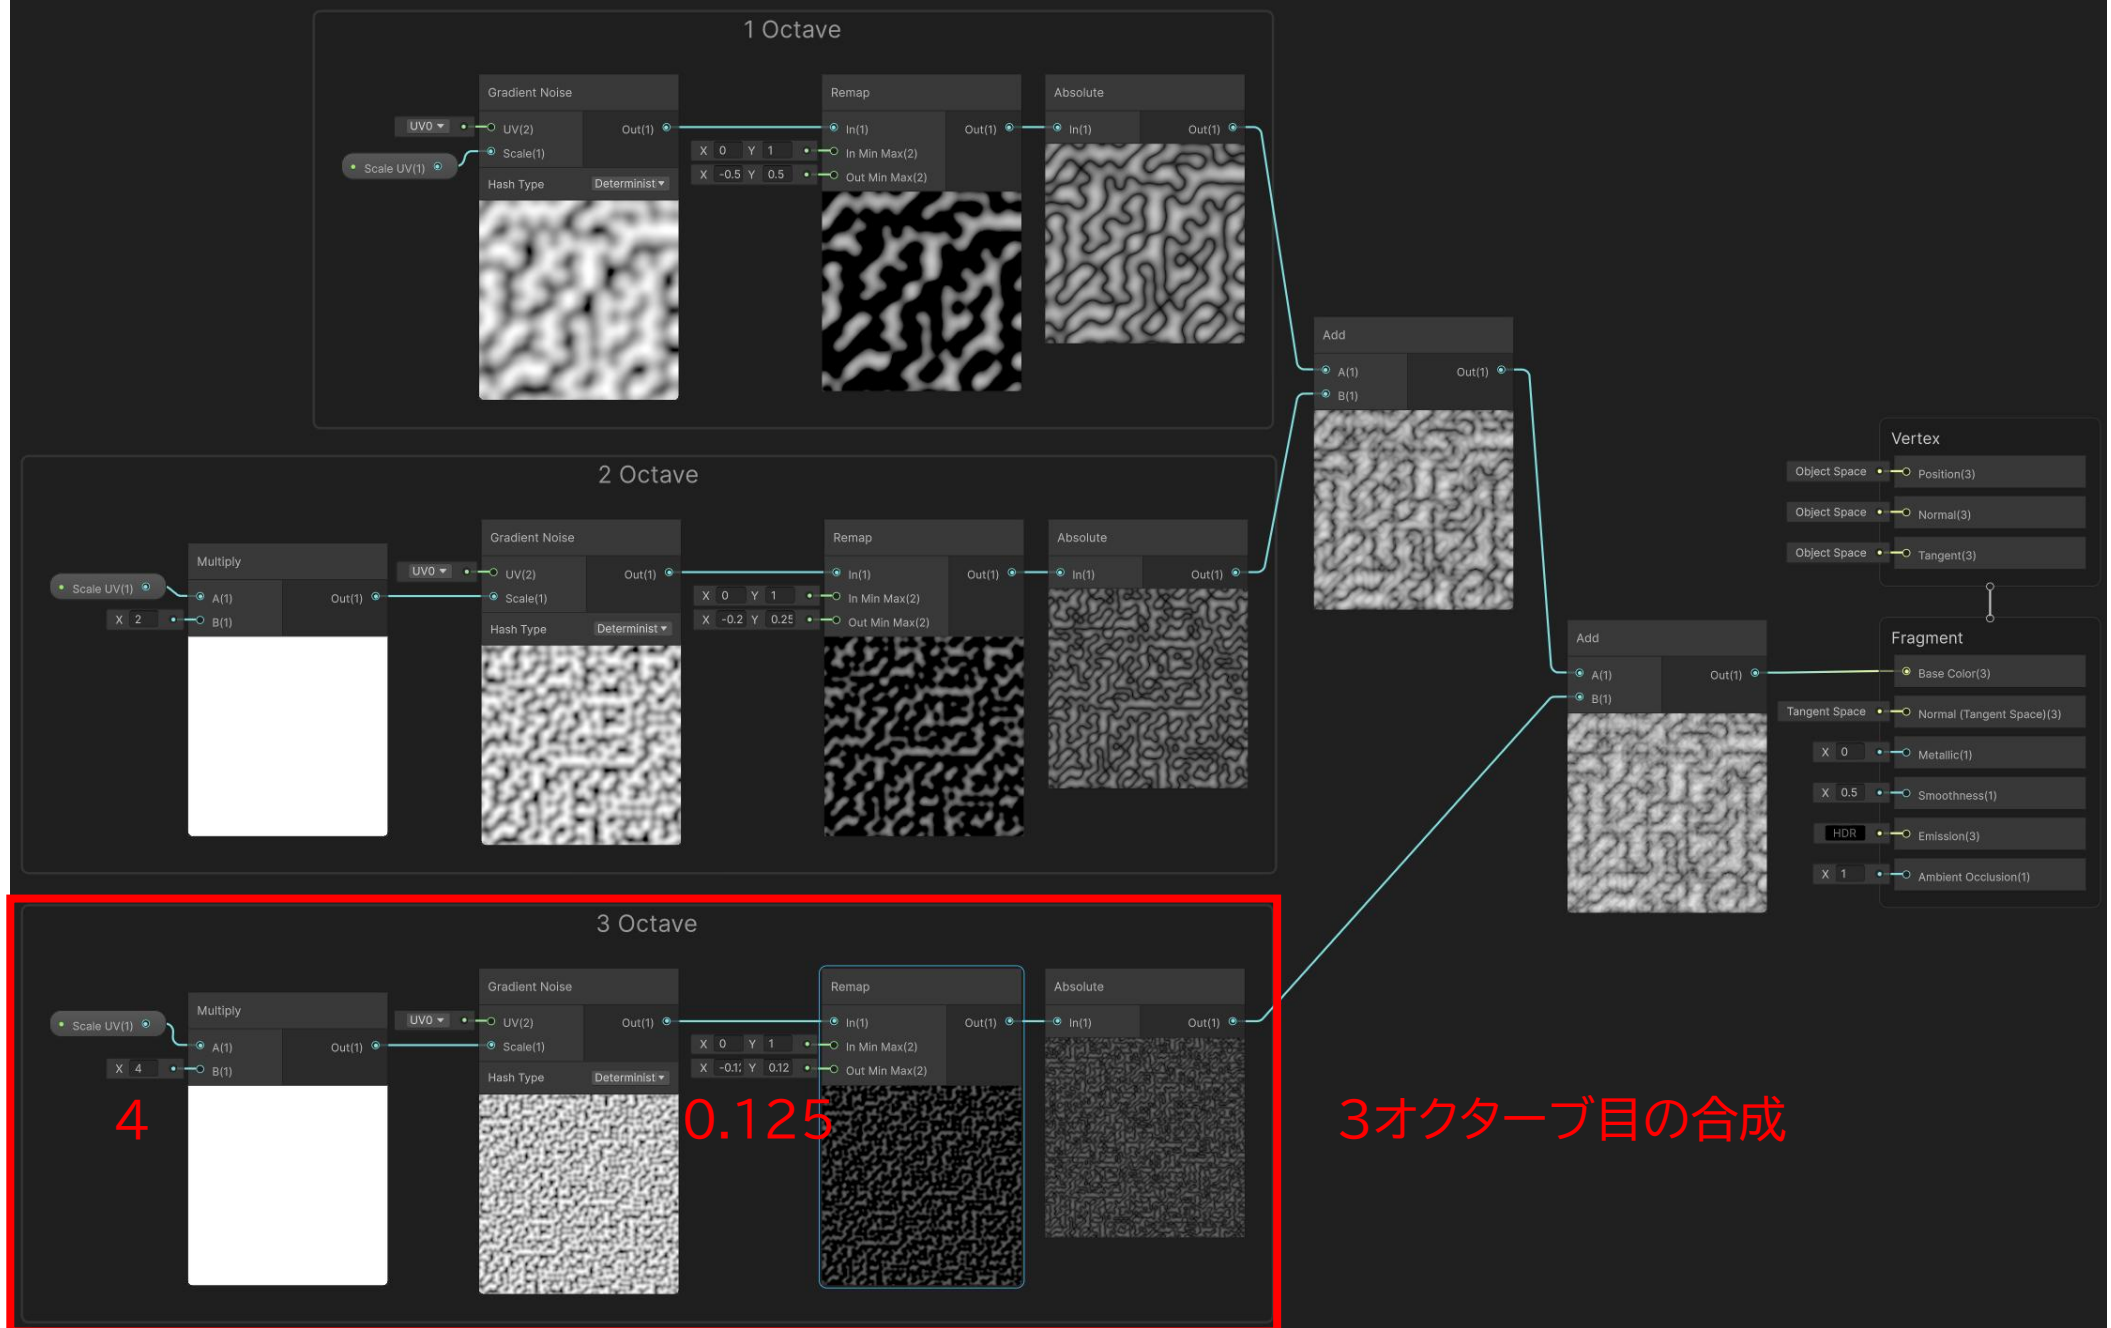 1 Octave
Gradient Noise
UV0
UV(2)
Out(1)
Scale UV(1)
Scale(1)
Hash Type
Determinist
Remap
In(1)
Out(1)
X 0 Y 1
In Min Max(2)
X -0.5 Y 0.5
Out Min Max(2)
Absolute
In(1)
Out(1)
2 Octave
Multiply
Scale UV(1)
A(1)
Out(1)
X 2
B(1)
Gradient Noise
UV0
UV(2)
Out(1)
Scale(1)
Hash Type
Determinist
Remap
In(1)
Out(1)
X 0 Y 1
In Min Max(2)
X -0.2 Y 0.25
Out Min Max(2)
Absolute
In(1)
Out(1)
Add
A(1)
Out(1)
B(1)
3 Octave
Multiply
Scale UV(1)
A(1)
Out(1)
X 4
B(1)
4
Gradient Noise
UV0
UV(2)
Out(1)
Scale(1)
Hash Type
Determinist
Remap
In(1)
Out(1)
X 0 Y 1
In Min Max(2)
X -0.12 Y 0.12
Out Min Max(2)
0.125
Absolute
In(1)
Out(1)
3オクターブ目の合成
Add
A(1)
Out(1)
B(1)
Vertex
Object Space
Position(3)
Object Space
Normal(3)
Object Space
Tangent(3)
Fragment
Base Color(3)
Tangent Space
Normal (Tangent Space)(3)
X 0
Metallic(1)
X 0.5
Smoothness(1)
HDR
Emission(3)
X 1
Ambient Occlusion(1)